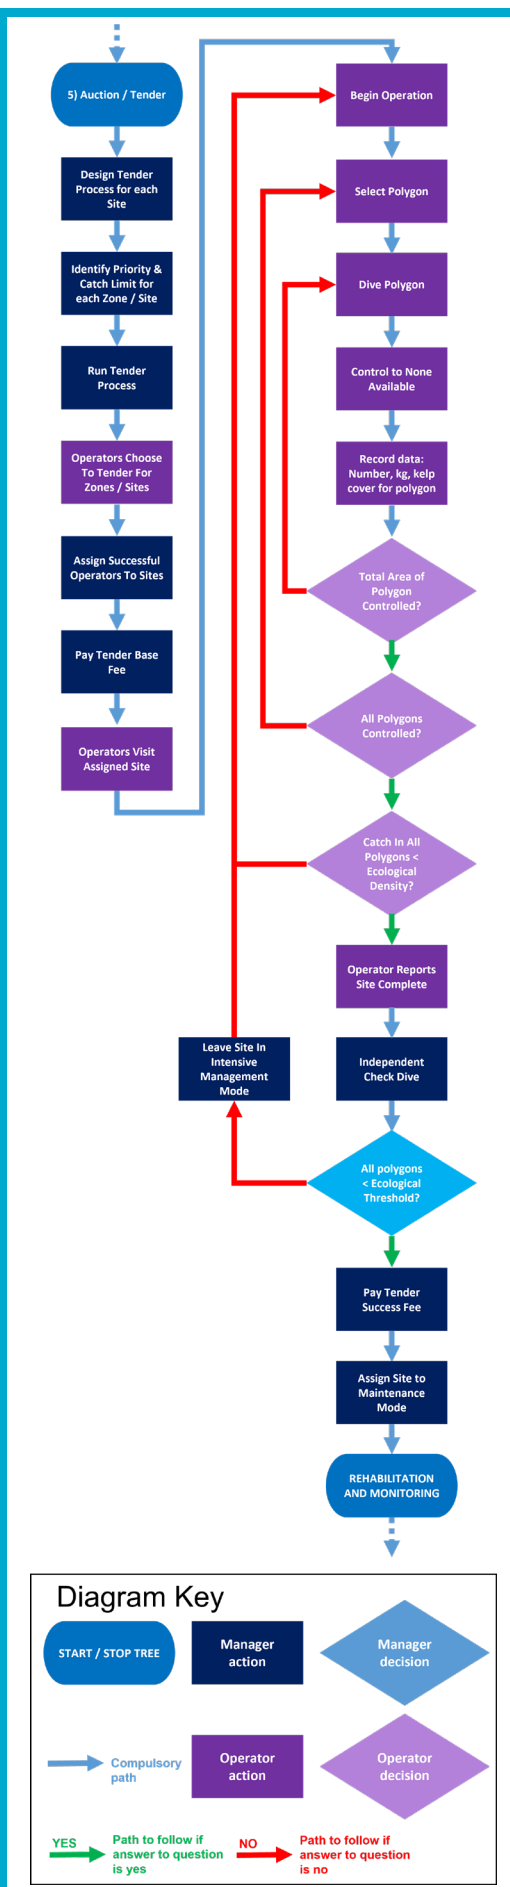 5) Auction / Tender
Design Tender
Process for each
Site
Identify Priority &
Catch Limit for
each Zone / Site
Run Tender
Process
Operators Choose
To Tender For
Zones / Sites
Assign Successful
Operators To Sites
Pay Tender Base
Fee
Operators Visit
Assigned Site
Begin Operation
Select Polygon
Dive Polygon
Control to None
Available
Record data:
Number, kg, kelp
cover for polygon
Total Area of
Polygon
Controlled?
All Polygons
Controlled?
Catch In All
Polygons <
Ecological
Density?
Operator Reports
Site Complete
Leave Site In
Intensive
Management
Mode
Independent
Check Dive
All polygons
< Ecological
Threshold?
Pay Tender
Success Fee
Assign Site to
Maintenance
Mode
REHABILITATION
AND MONITORING
Diagram Key
START / STOP TREE
Manager
action
Manager
decision
Compulsory
path
Operator
action
Operator
decision
YES
Path to follow if
answer to question
is yes
NO
Path to follow if
answer to question
is no